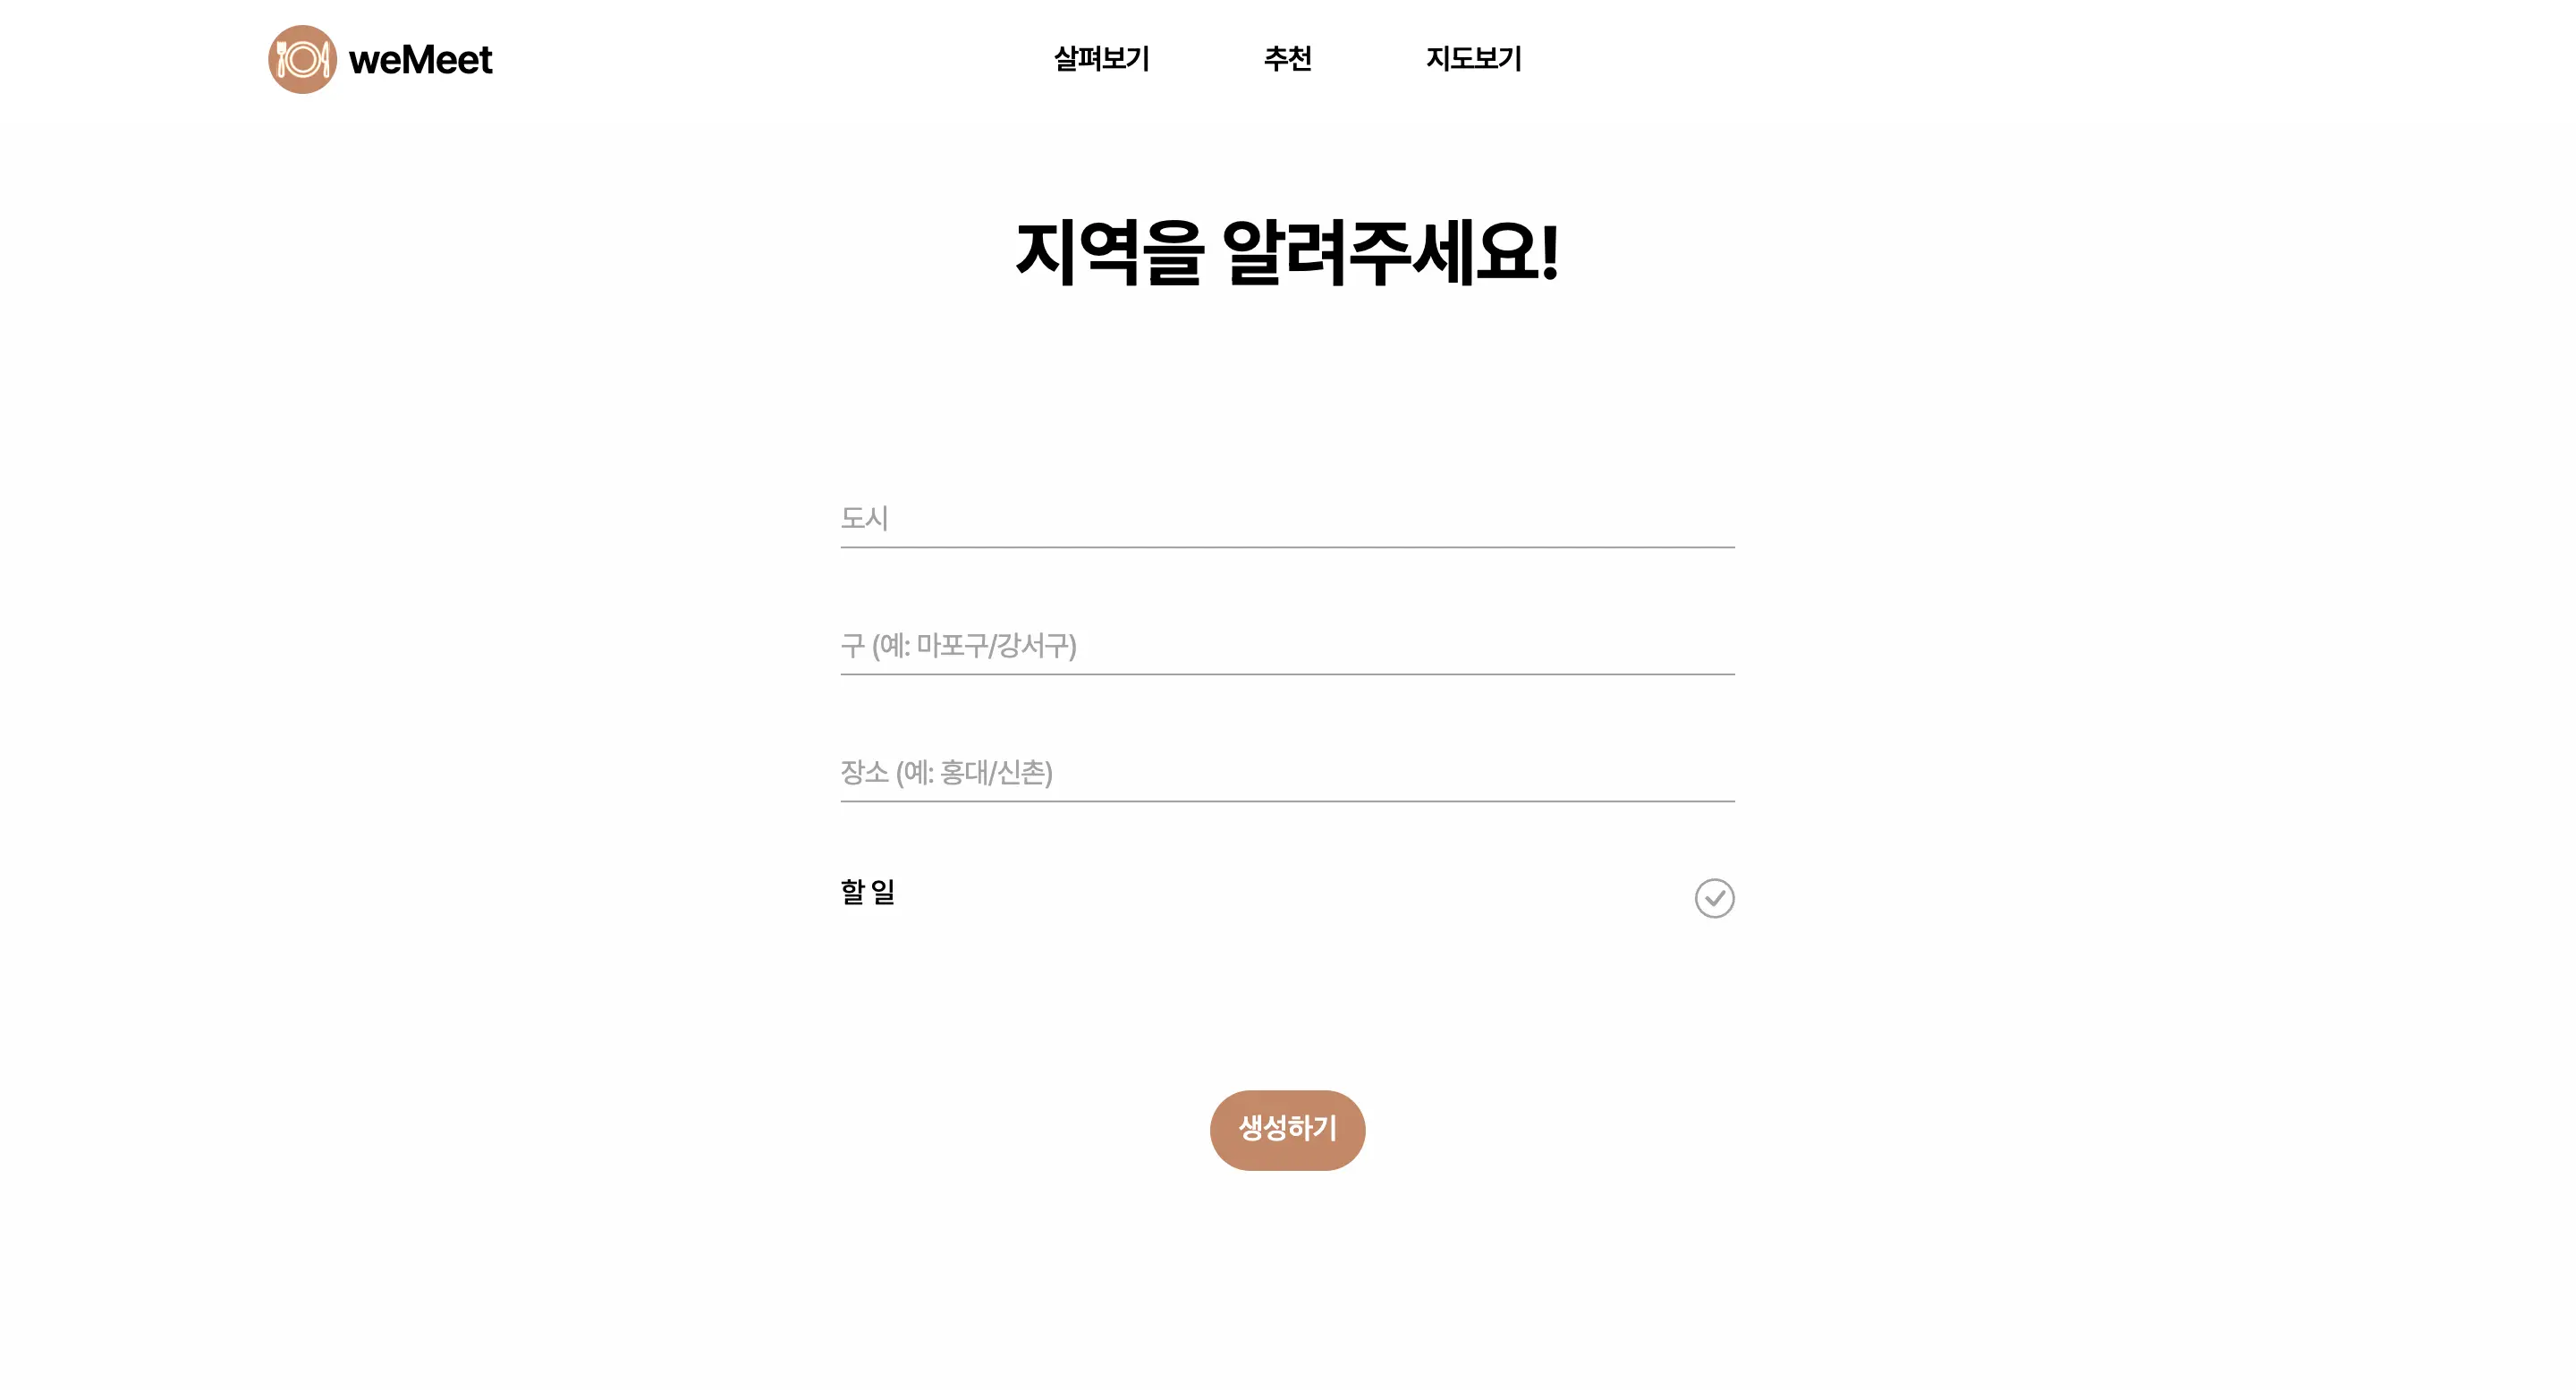 weMeet
살펴보기
추천
지도보기
지역을 알려주세요!
도시
구 (예: 마포구/강서구)
장소 (예: 홍대/신촌)
할 일
생성하기